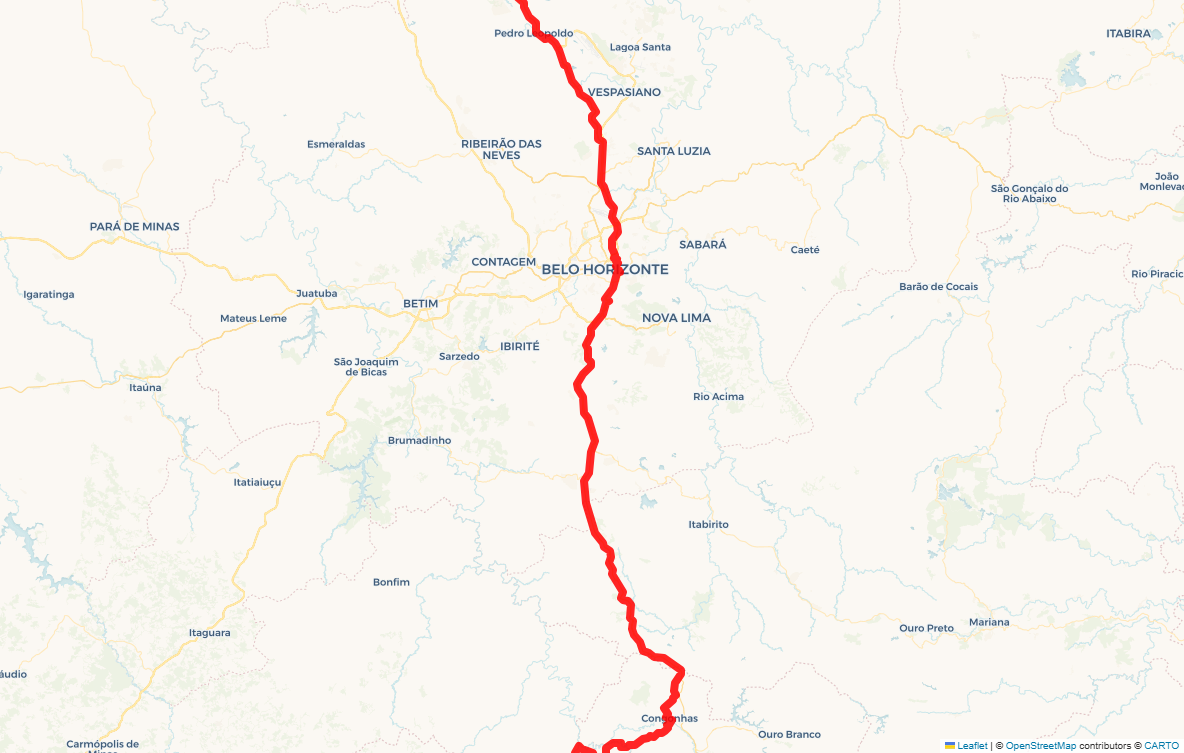 Pedro Leopoldo
Lagoa Santa
ITABIRA
VESPASIANO
Esmeraldas
RIBEIRÃO DAS
NEVES
SANTA LUZIA
JOÃO
Monlevad
São Gonçalo do
Rio Abaixo
PARÁ DE MINAS
SABARÁ
Caeté
CONTAGEM
BELO HORIZONTE
Rio Piracic
Igaratinga
Juatuba
BETIM
Barão de Cocais
Mateus Leme
NOVA LIMA
IBIRITÉ
Sarzedo
São Joaquim
de Bicas
Itaúna
Rio Acima
Brumadinho
Itatiaiuçu
Itabirito
Bonfim
Itaguara
Ouro Preto
Mariana
áudio
Congonhas
Ouro Branco
Carmópolis de
Minas
Leaflet | © OpenStreetMap contributors © CARTO